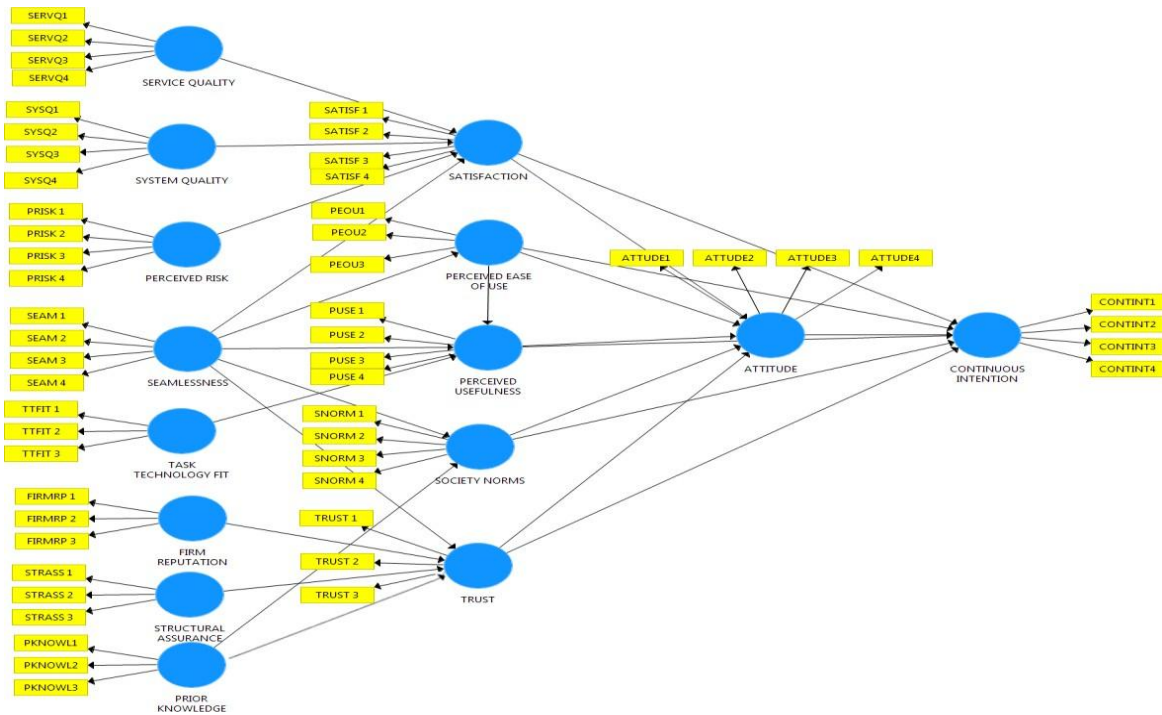 SERVQ1
SERVQ2
SERVQ3
SERVQ4
SERVICE QUALITY
SYSQ1
SYSQ2
SYSQ3
SYSQ4
SYSTEM QUALITY
PRISK 1
PRISK 2
PRISK 3
PRISK 4
PERCEIVED RISK
SEAM 1
SEAM 2
SEAM 3
SEAM 4
SEAMLESSNESS
TTFIT 1
TTFIT 2
TTFIT 3
TASK
TECHNOLOGY FIT
FIRMRP 1
FIRMRP 2
FIRMRP 3
FIRM
REPUTATION
STRASS 1
STRASS 2
STRASS 3
STRUCTURAL
ASSURANCE
PKNOWL1
PKNOWL2
PKNOWL3
PRIOR
KNOWLEDGE
SATISF 1
SATISF 2
SATISF 3
SATISF 4
SATISFACTION
PEOU1
PEOU2
PEOU3
PERCEIVED EASE
OF USE
PUSE 1
PUSE 2
PUSE 3
PUSE 4
PERCEIVED
USEFULNESS
SNORM 1
SNORM 2
SNORM 3
SNORM 4
SOCIETY NORMS
TRUST 1
TRUST 2
TRUST 3
TRUST
ATTUDE1
ATTUDE2
ATTUDE3
ATTUDE4
ATTITUDE
CONTINT1
CONTINT2
CONTINT3
CONTINT4
CONTINUOUS
INTENTION